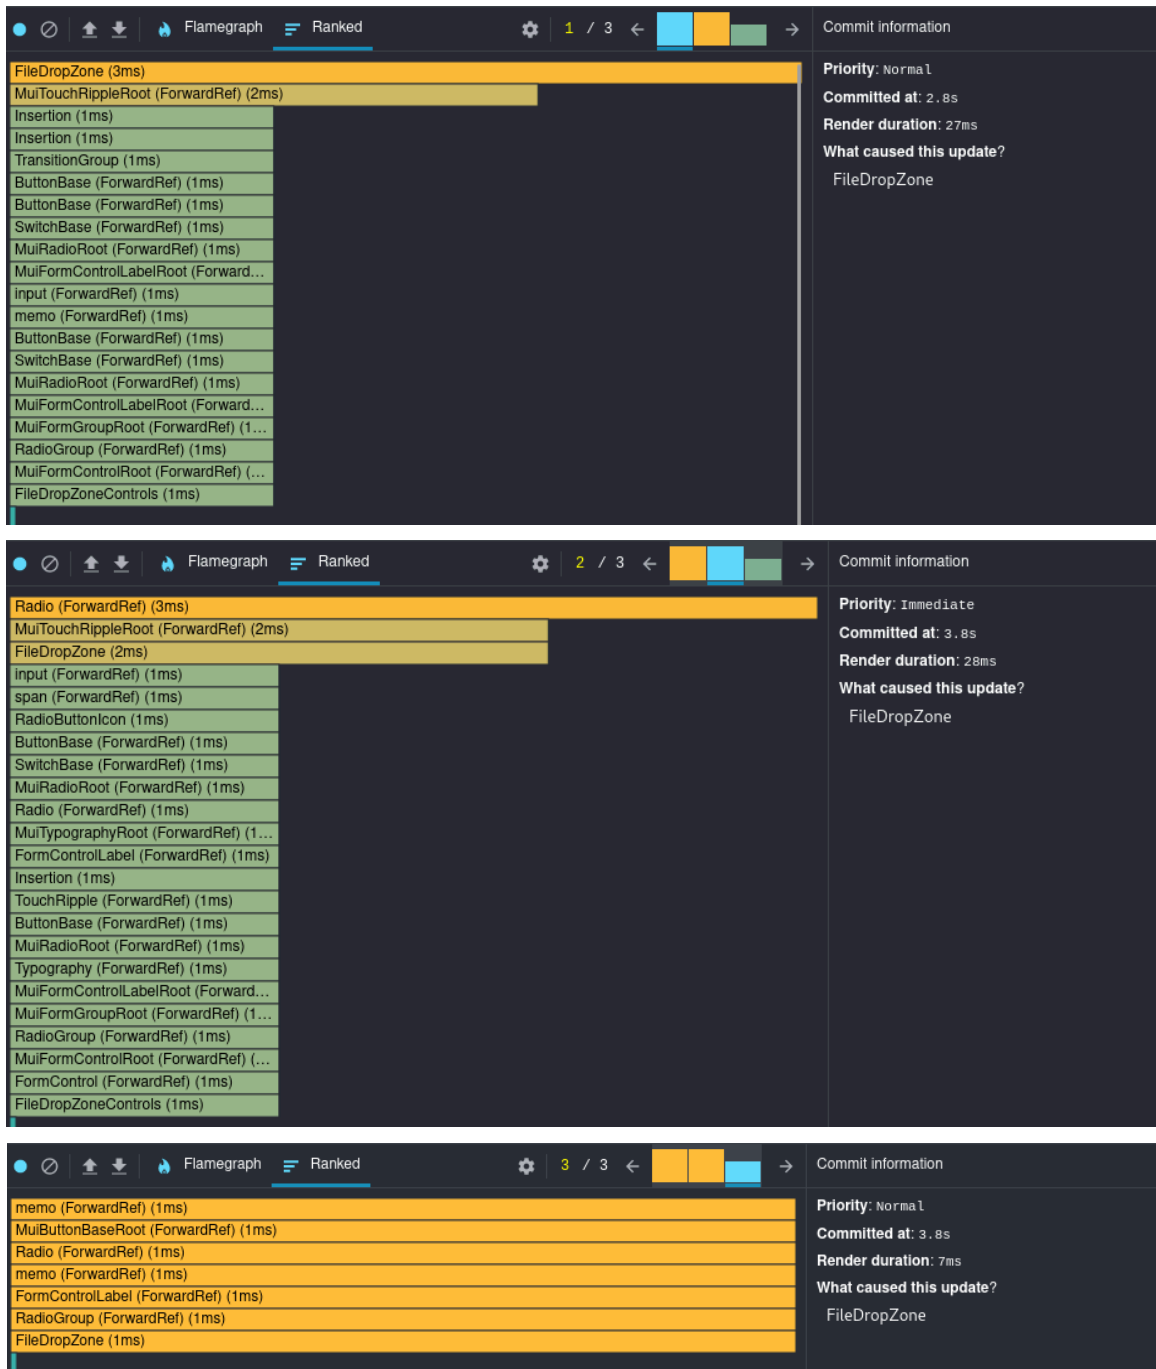 Flamegraph Ranked 1 / 3 Commit information
FileDropZone (3ms)
MuiTouchRippleRoot (ForwardRef) (2ms)
Insertion (1ms)
Insertion (1ms)
TransitionGroup (1ms)
ButtonBase (ForwardRef) (1ms)
ButtonBase (ForwardRef) (1ms)
SwitchBase (ForwardRef) (1ms)
MuiRadioRoot (ForwardRef) (1ms)
MuiFormControlLabelRoot (Forward...
input (ForwardRef) (1ms)
memo (ForwardRef) (1ms)
ButtonBase (ForwardRef) (1ms)
SwitchBase (ForwardRef) (1ms)
MuiRadioRoot (ForwardRef) (1ms)
MuiFormControlLabelRoot (Forward...
MuiFormGroupRoot (ForwardRef) (1...
RadioGroup (ForwardRef) (1ms)
MuiFormControlRoot (ForwardRef) (...
FileDropZoneControls (1ms)
Priority: Normal
Committed at: 2.8s
Render duration: 27ms
What caused this update?
FileDropZone
Flamegraph Ranked 2 / 3 Commit information
Radio (ForwardRef) (3ms)
MuiTouchRippleRoot (ForwardRef) (2ms)
FileDropZone (2ms)
input (ForwardRef) (1ms)
span (ForwardRef) (1ms)
RadioButtonIcon (1ms)
ButtonBase (ForwardRef) (1ms)
SwitchBase (ForwardRef) (1ms)
MuiRadioRoot (ForwardRef) (1ms)
Radio (ForwardRef) (1ms)
MuiTypographyRoot (ForwardRef) (1...
FormControlLabel (ForwardRef) (1ms)
Insertion (1ms)
TouchRipple (ForwardRef) (1ms)
ButtonBase (ForwardRef) (1ms)
MuiRadioRoot (ForwardRef) (1ms)
Typography (ForwardRef) (1ms)
MuiFormControlLabelRoot (Forward...
MuiFormGroupRoot (ForwardRef) (1...
RadioGroup (ForwardRef) (1ms)
MuiFormControlRoot (ForwardRef) (...
FormControl (ForwardRef) (1ms)
FileDropZoneControls (1ms)
Priority: Immediate
Committed at: 3.8s
Render duration: 28ms
What caused this update?
FileDropZone
Flamegraph Ranked 3 / 3 Commit information
memo (ForwardRef) (1ms)
MuiButtonBaseRoot (ForwardRef) (1ms)
Radio (ForwardRef) (1ms)
memo (ForwardRef) (1ms)
FormControlLabel (ForwardRef) (1ms)
RadioGroup (ForwardRef) (1ms)
FileDropZone (1ms)
Priority: Normal
Committed at: 3.8s
Render duration: 7ms
What caused this update?
FileDropZone